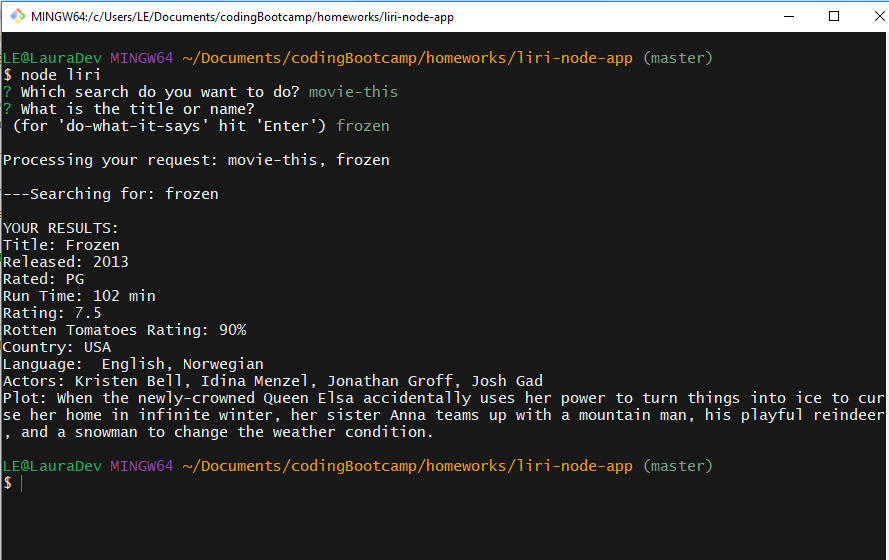 MINGW64:/c/Users/LE/Documents/codingBootcamp/homeworks/liri-node-app
LE@LauraDev MINGW64 ~/Documents/codingBootcamp/homeworks/liri-node-app (master)
$ node liri
? Which search do you want to do? movie-this
? What is the title or name?
 (for 'do-what-it-says' hit 'Enter') frozen
Processing your request: movie-this, frozen
---Searching for: frozen
YOUR RESULTS:
Title: Frozen
Released: 2013
Rated: PG
Run Time: 102 min
Rating: 7.5
Rotten Tomatoes Rating: 90%
Country: USA
Language:  English, Norwegian
Actors: Kristen Bell, Idina Menzel, Jonathan Groff, Josh Gad
Plot: When the newly-crowned Queen Elsa accidentally uses her power to turn things into ice to cur
se her home in infinite winter, her sister Anna teams up with a mountain man, his playful reindeer
, and a snowman to change the weather condition.
LE@LauraDev MINGW64 ~/Documents/codingBootcamp/homeworks/liri-node-app (master)
$